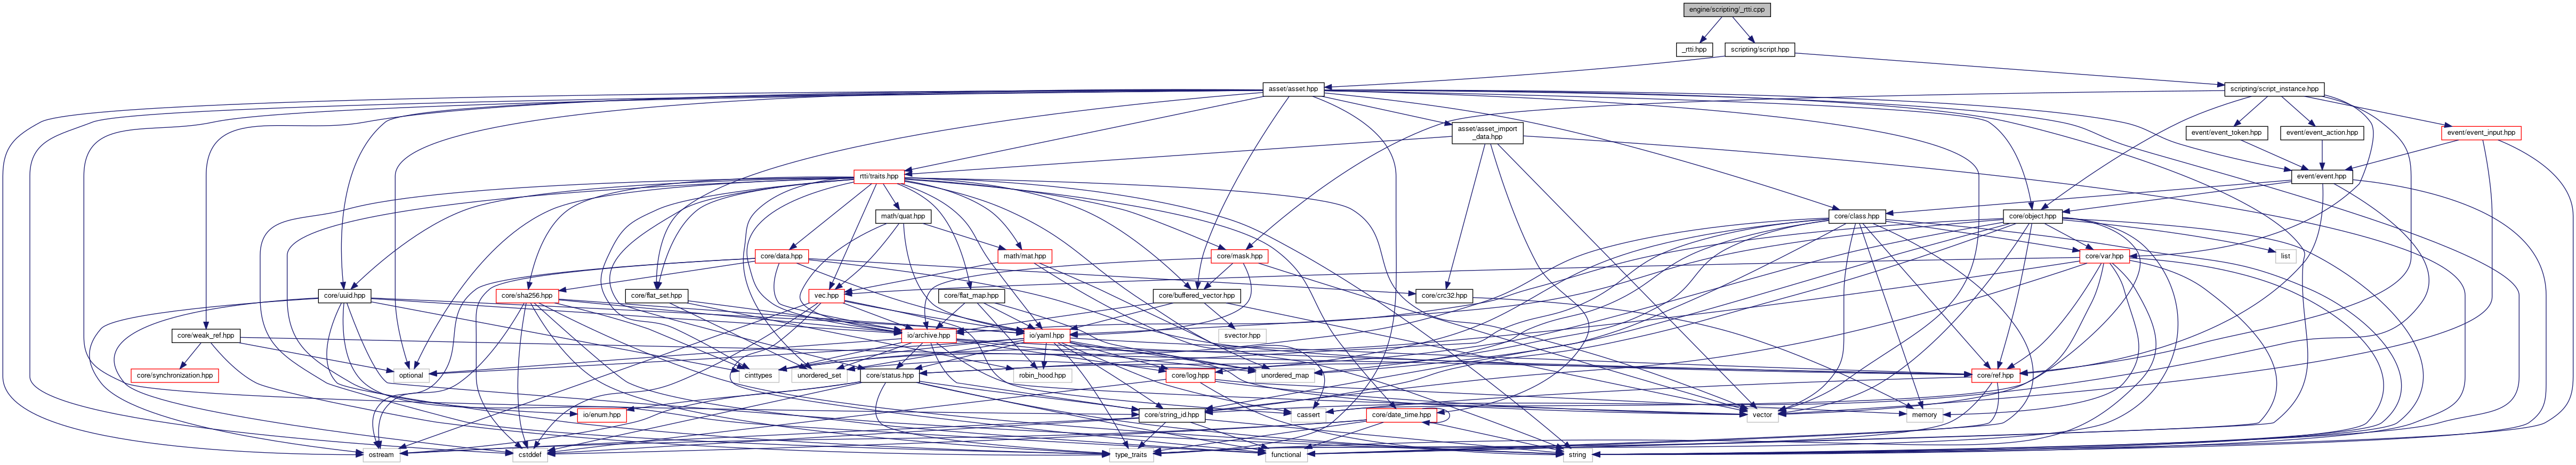 engine/scripting/_rtti.cpp
_rtti.hpp
scripting/script.hpp
asset/asset.hpp
scripting/script_instance.hpp
asset/asset_import
_data.hpp
event/event_token.hpp
event/event_action.hpp
event/event_input.hpp
rtti/traits.hpp
event/event.hpp
math/quat.hpp
core/class.hpp
core/object.hpp
core/data.hpp
math/mat.hpp
core/mask.hpp
core/var.hpp
list
core/uuid.hpp
core/sha256.hpp
core/flat_set.hpp
vec.hpp
core/flat_map.hpp
core/buffered_vector.hpp
core/crc32.hpp
core/weak_ref.hpp
io/archive.hpp
io/yaml.hpp
svector.hpp
core/synchronization.hpp
optional
cinttypes
unordered_set
core/status.hpp
robin_hood.hpp
core/log.hpp
unordered_map
core/ref.hpp
io/enum.hpp
core/string_id.hpp
cassert
core/date_time.hpp
vector
memory
ostream
cstddef
type_traits
functional
string